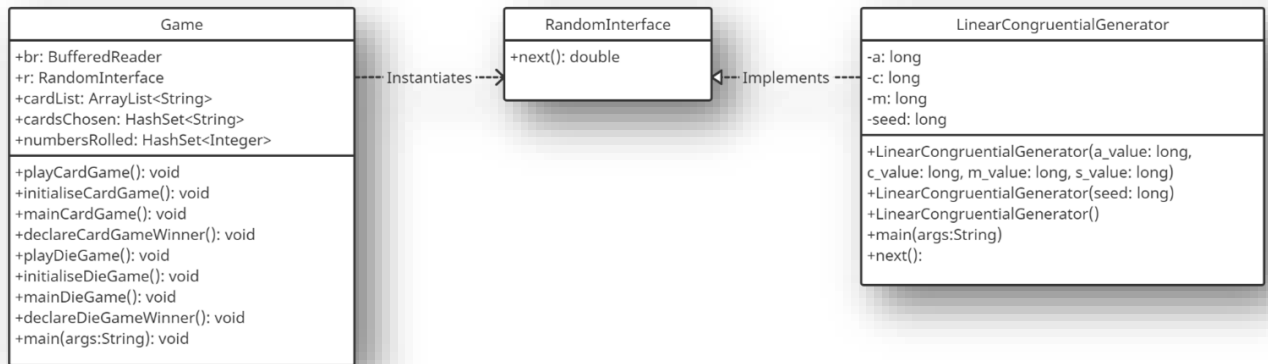 Game
+br: BufferedReader
+r: RandomInterface
+cardList: ArrayList<String>
+cardsChosen: HashSet<String>
+numbersRolled: HashSet<Integer>
+playCardGame(): void
+initialiseCardGame(): void
+mainCardGame(): void
+declareCardGameWinner(): void
+playDieGame(): void
+initialiseDieGame(): void
+mainDieGame(): void
+declareDieGameWinner(): void
+main(args:String): void
Instantiates
RandomInterface
+next(): double
Implements
LinearCongruentialGenerator
-a: long
-c: long
-m: long
-seed: long
+LinearCongruentialGenerator(a_value: long,
c_value: long, m_value: long, s_value: long)
+LinearCongruentialGenerator(seed: long)
+LinearCongruentialGenerator()
+main(args:String)
+next():